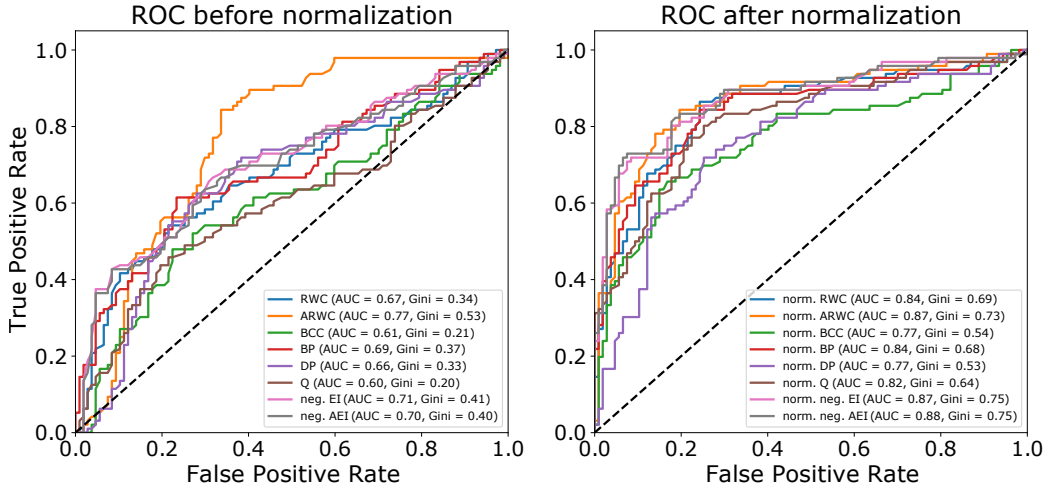 ROC before normalization
1.0
0.8
0.6
0.4
0.2
0.0
True Positive Rate
RWC (AUC = 0.67, Gini = 0.34)
ARWC (AUC = 0.77, Gini = 0.53)
BCC (AUC = 0.61, Gini = 0.21)
BP (AUC = 0.69, Gini = 0.37)
DP (AUC = 0.66, Gini = 0.33)
Q (AUC = 0.60, Gini = 0.20)
neg. EI (AUC = 0.71, Gini = 0.41)
neg. AEI (AUC = 0.70, Gini = 0.40)
0.0 0.2 0.4 0.6 0.8 1.0
False Positive Rate
ROC after normalization
1.0
0.8
0.6
0.4
0.2
0.0
norm. RWC (AUC = 0.84, Gini = 0.69)
norm. ARWC (AUC = 0.87, Gini = 0.73)
norm. BCC (AUC = 0.77, Gini = 0.54)
norm. BP (AUC = 0.84, Gini = 0.68)
norm. DP (AUC = 0.77, Gini = 0.53)
norm. Q (AUC = 0.82, Gini = 0.64)
norm. neg. EI (AUC = 0.87, Gini = 0.75)
norm. neg. AEI (AUC = 0.88, Gini = 0.75)
0.0 0.2 0.4 0.6 0.8 1.0
False Positive Rate